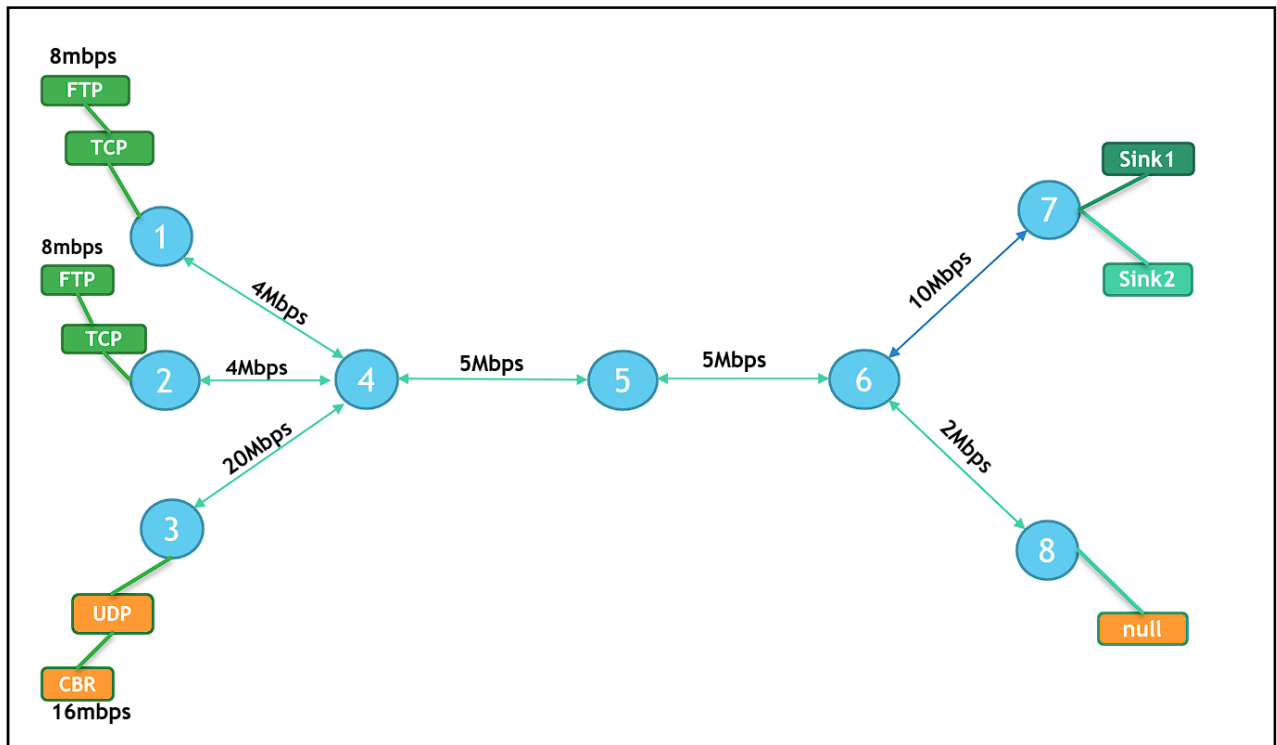 8mbps
FTP
TCP
1
8mbps
FTP
TCP
2
4Mbps
4Mbps
20Mbps
3
UDP
CBR
16mbps
4
5Mbps
5
5Mbps
6
10Mbps
7
Sink1
Sink2
2Mbps
8
null